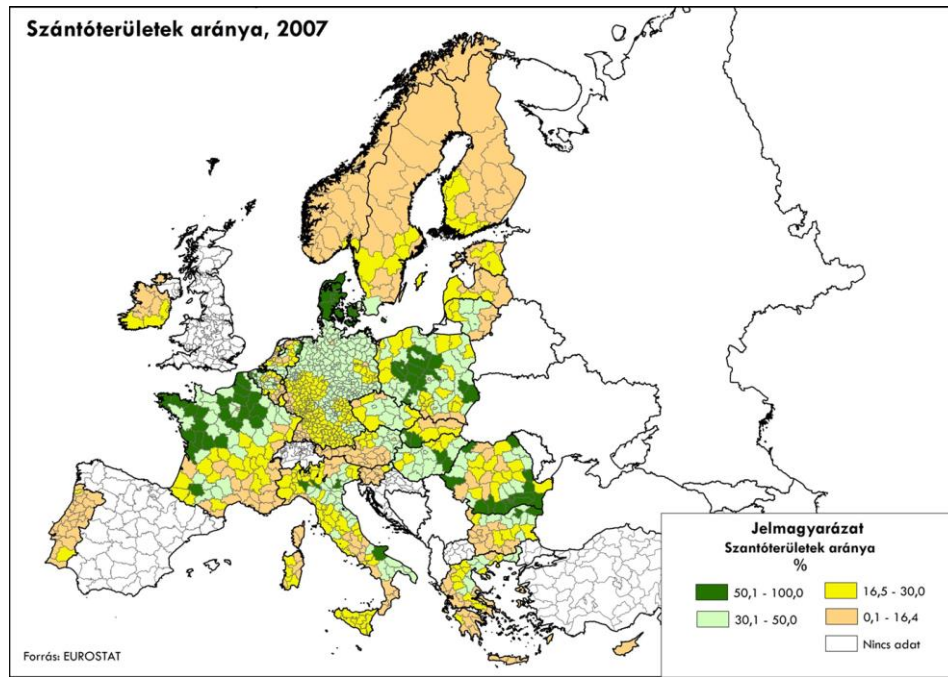 Szántóterületek aránya, 2007
Jelmagyarázat
Szantóterületek aránya
%
50,1 - 100,0
30,1 - 50,0
16,5 - 30,0
0,1 - 16,4
Nincs adat
Forrás: EUROSTAT